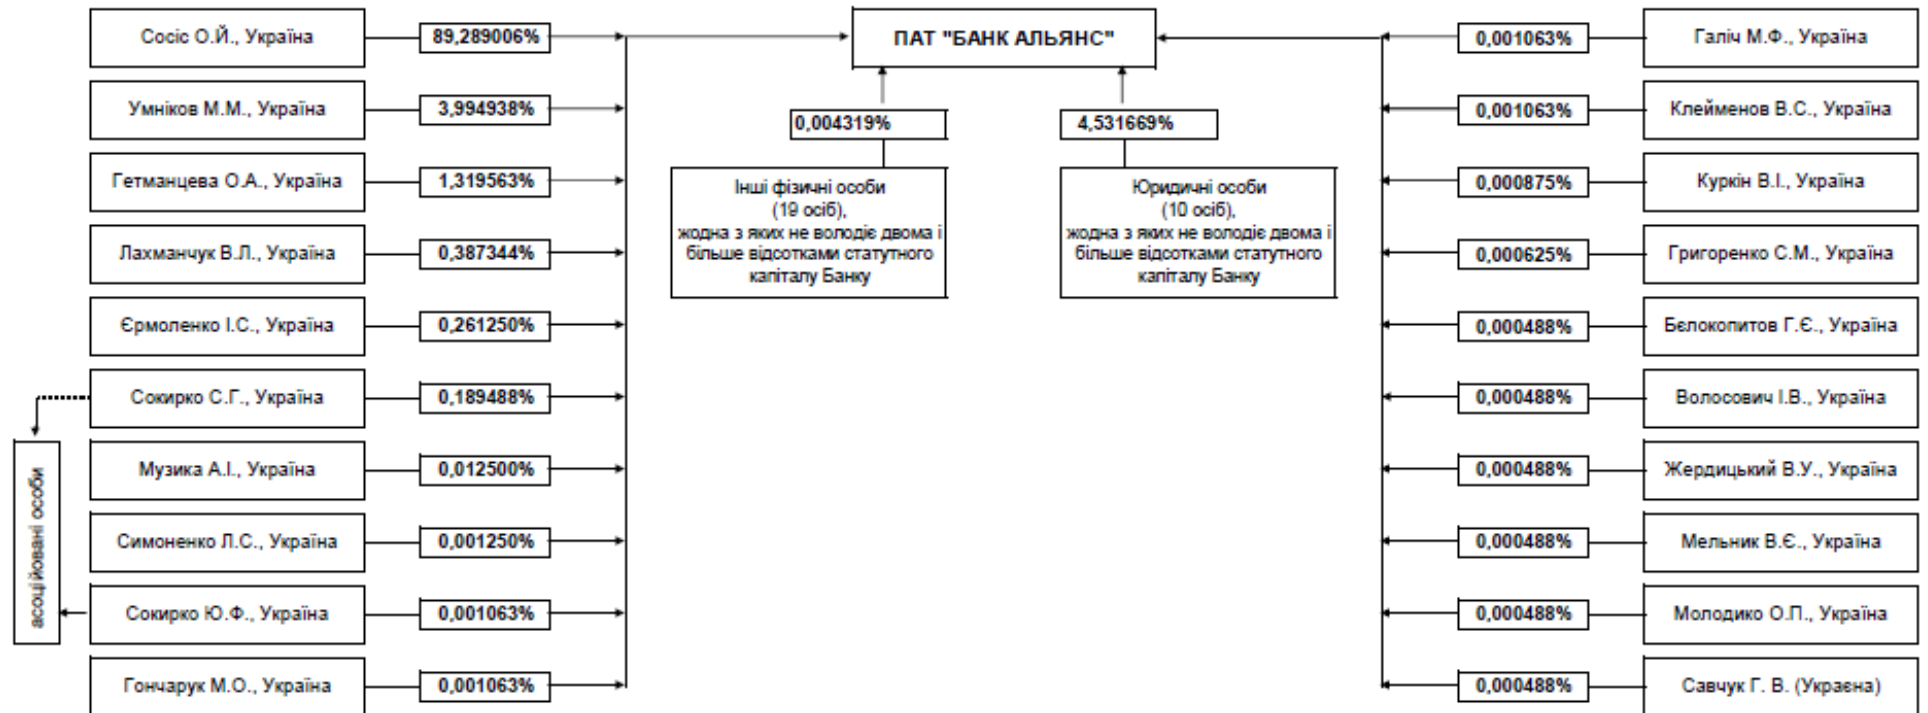 Сосіс О.Й., Україна
89,289006%
ПАТ "БАНК АЛЬЯНС"
0,001063%
Галіч М.Ф., Україна
Умніков М.М., Україна
3,994938%
0,004319%
4,531669%
0,001063%
Клейменов В.С., Україна
Гетманцева О.А., Україна
1,319563%
Інші фізичні особи
(19 осіб),
жодна з яких не володіє двома і
більше відсотками статутного
капіталу Банку
Юридичні особи
(10 осіб),
жодна з яких не володіє двома і
більше відсотками статутного
капіталу Банку
0,000875%
Куркін В.І., Україна
Лахманчук В.Л., Україна
0,387344%
0,000625%
Григоренко С.М., Україна
Єрмоленко І.С., Україна
0,261250%
0,000488%
Бєлокопитов Г.Є., Україна
Сокирко С.Г., Україна
0,189488%
0,000488%
Волосович І.В., Україна
асоційовані особи
Музика А.І., Україна
0,012500%
0,000488%
Жердицький В.У., Україна
Симоненко Л.С., Україна
0,001250%
0,000488%
Мельник В.Є., Україна
Сокирко Ю.Ф., Україна
0,001063%
0,000488%
Молодико О.П., Україна
Гончарук М.О., Україна
0,001063%
0,000488%
Савчук Г. В. (Украєна)